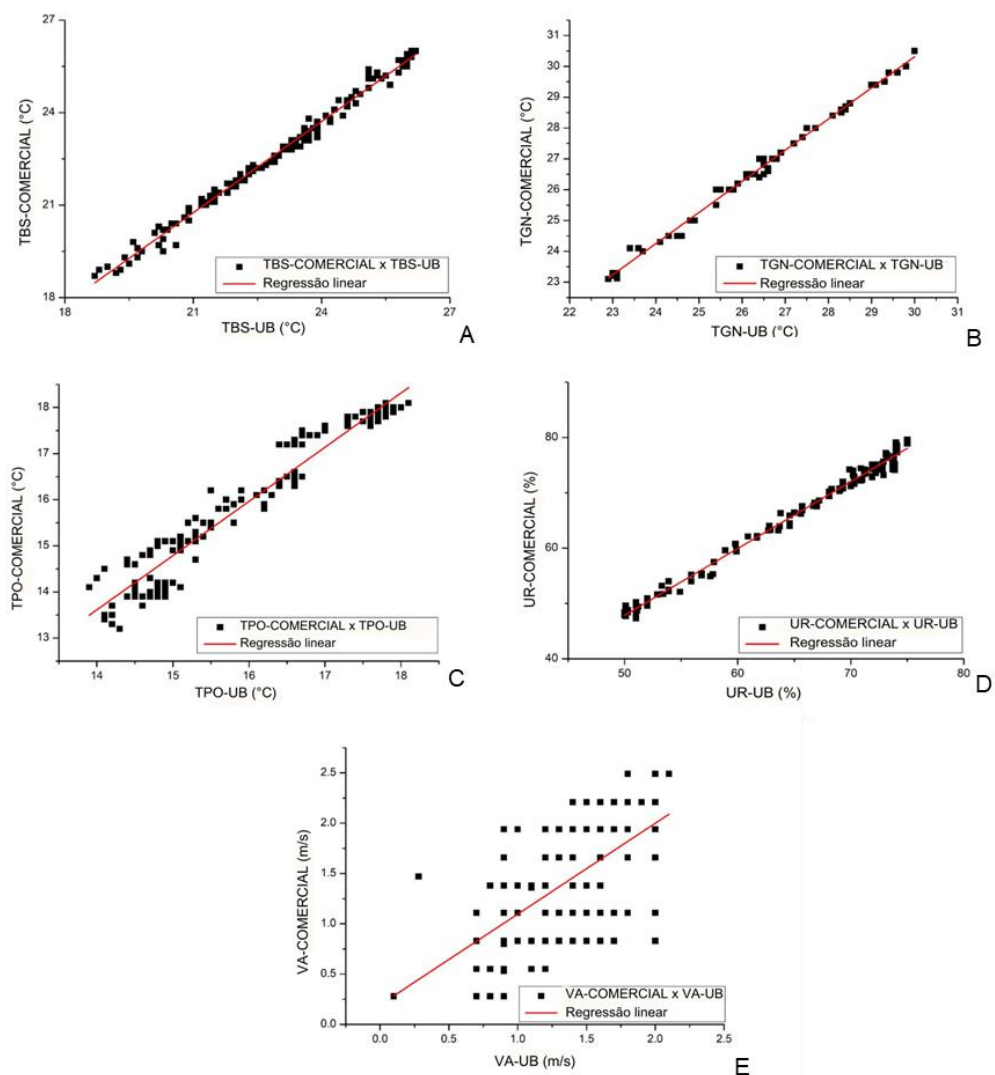 27
24
21
18
TBS-COMERCIAL (°C)
TBS-COMERCIAL x TBS-UB
Regressão linear
18 21 24 27
TBS-UB (°C)
A
31
30
29
28
27
26
25
24
23
22
TGN-COMERCIAL (°C)
TGN-COMERCIAL x TGN-UB
Regressão linear
22 23 24 25 26 27 28 29 30 31
TGN-UB (°C)
B
18
17
16
15
14
13
TPO-COMERCIAL (°C)
TPO-COMERCIAL x TPO-UB
Regressão linear
14 15 16 17 18
TPO-UB (°C)
C
80
60
40
UR-COMERCIAL (%)
UR-COMERCIAL x UR-UB
Regressão linear
50 60 70 80
UR-UB (%)
D
2.5
2.0
1.5
1.0
0.5
0.0
VA-COMERCIAL (m/s)
VA-COMERCIAL x VA-UB
Regressão linear
0.0 0.5 1.0 1.5 2.0 2.5
VA-UB (m/s)
E